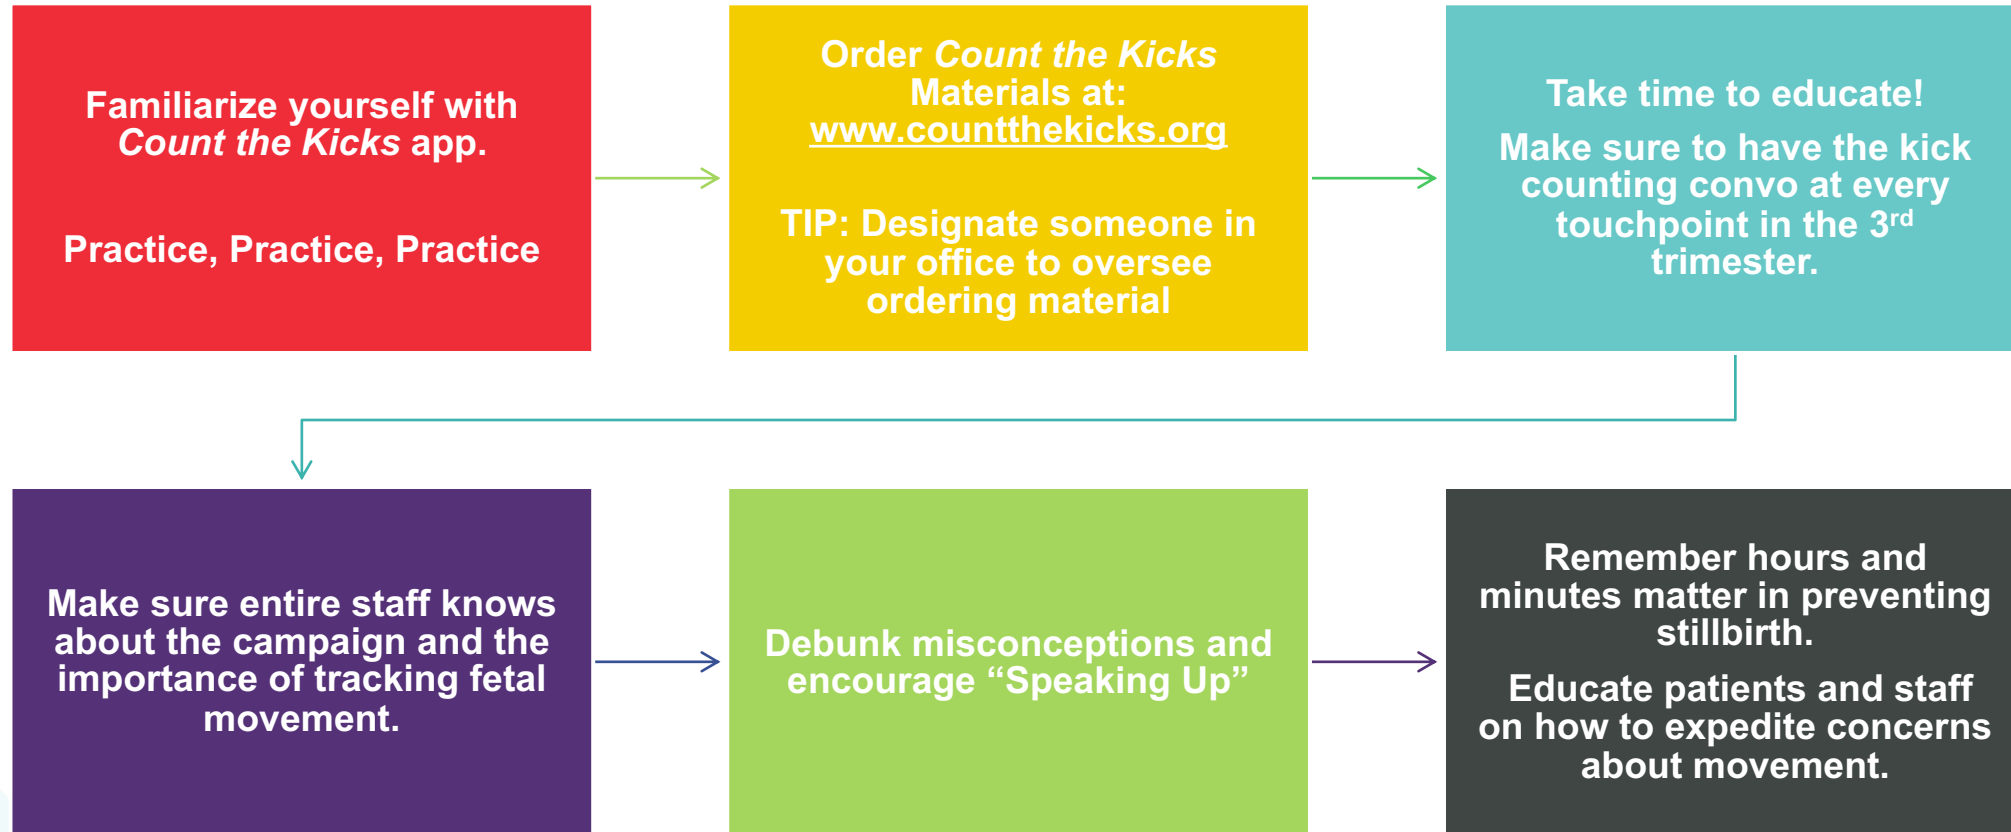 Familiarize yourself with
Count the Kicks app.
Practice, Practice, Practice
Order Count the Kicks
Materials at:
www.countthekicks.org
TIP: Designate someone in
your office to oversee
ordering material
Take time to educate!
Make sure to have the kick
counting convo at every
touchpoint in the 3rd
trimester.
Make sure entire staff knows
about the campaign and the
importance of tracking fetal
movement.
Debunk misconceptions and
encourage “Speaking Up”
Remember hours and
minutes matter in preventing
stillbirth.
Educate patients and staff
on how to expedite concerns
about movement.